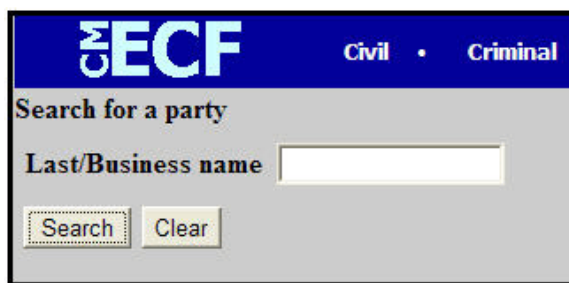 CM ECF Civil • Criminal
Search for a party
Last/Business name
Search Clear